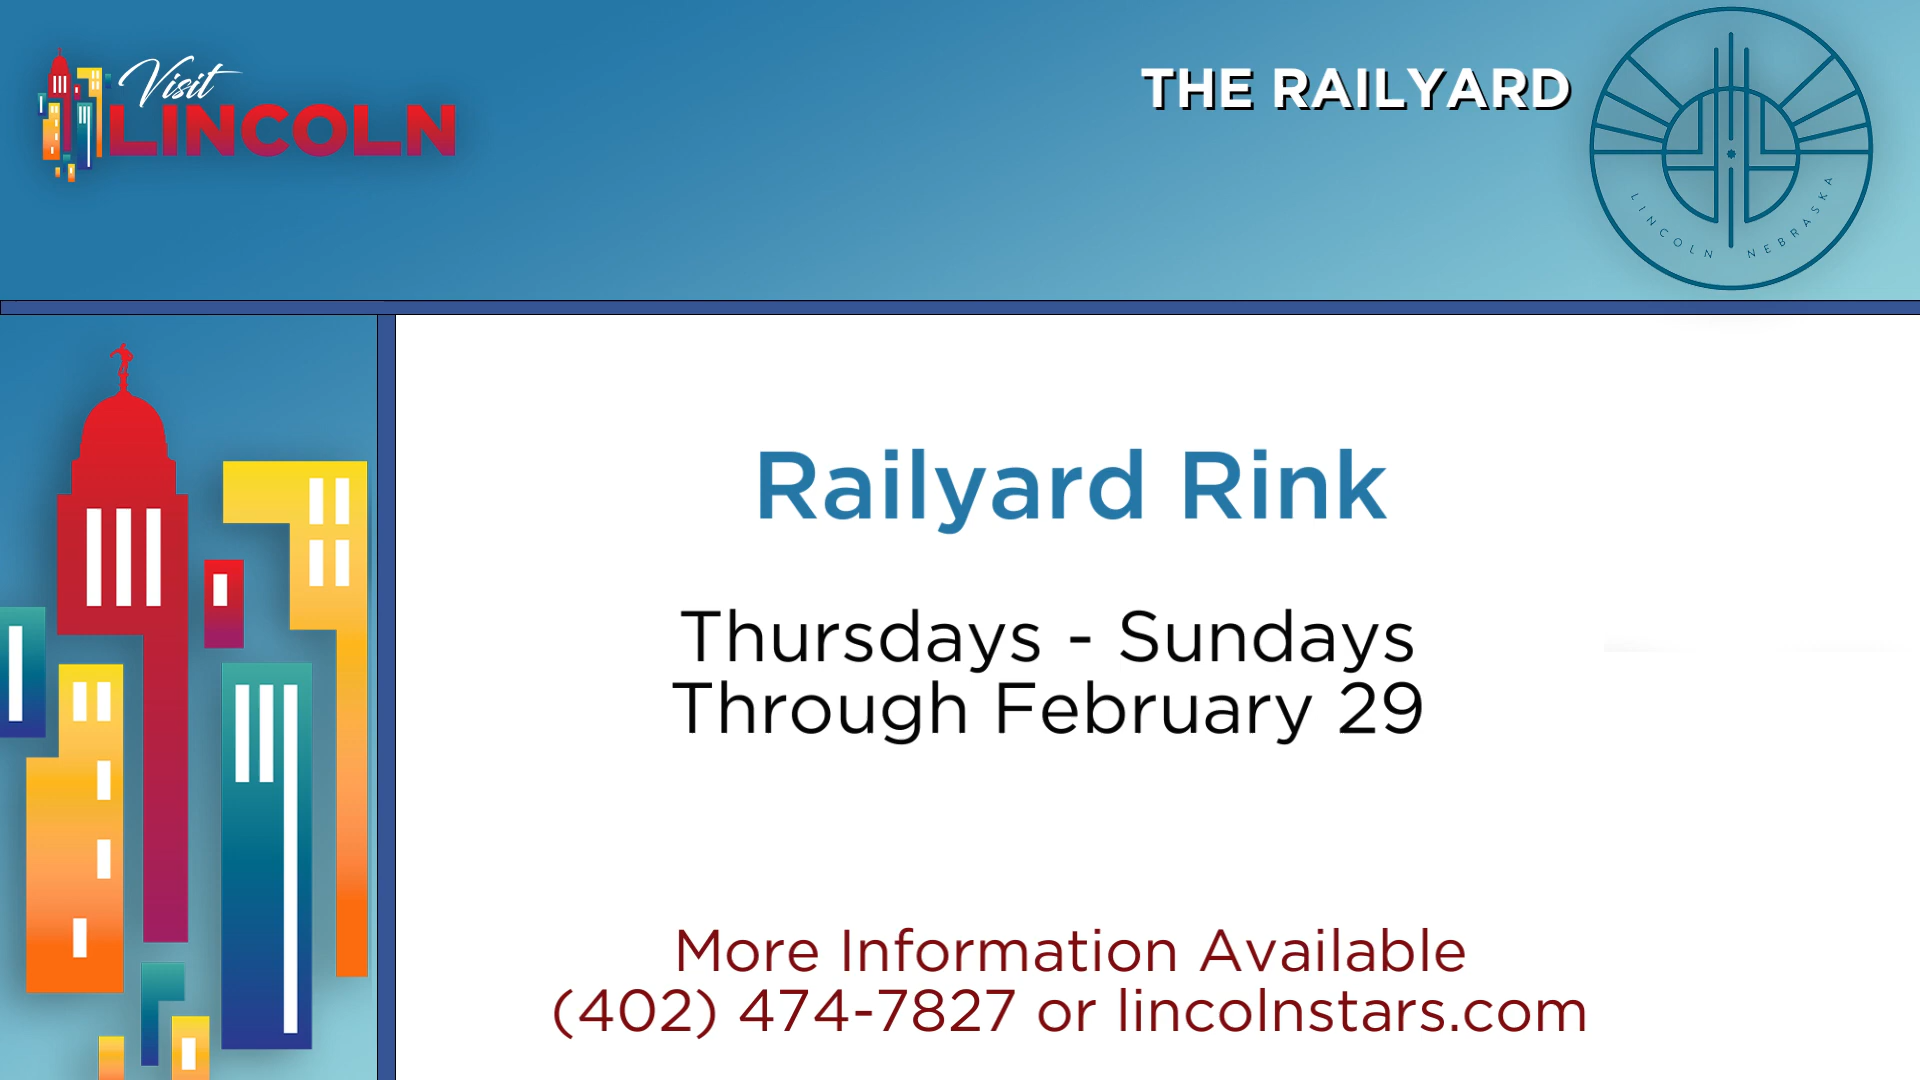 Visit
LINCOLN
THE RAILYARD
LINCOLN NEBRASKA
Railyard Rink
Thursdays - Sundays
Through February 29
More Information Available
(402) 474-7827 or lincolnstars.com